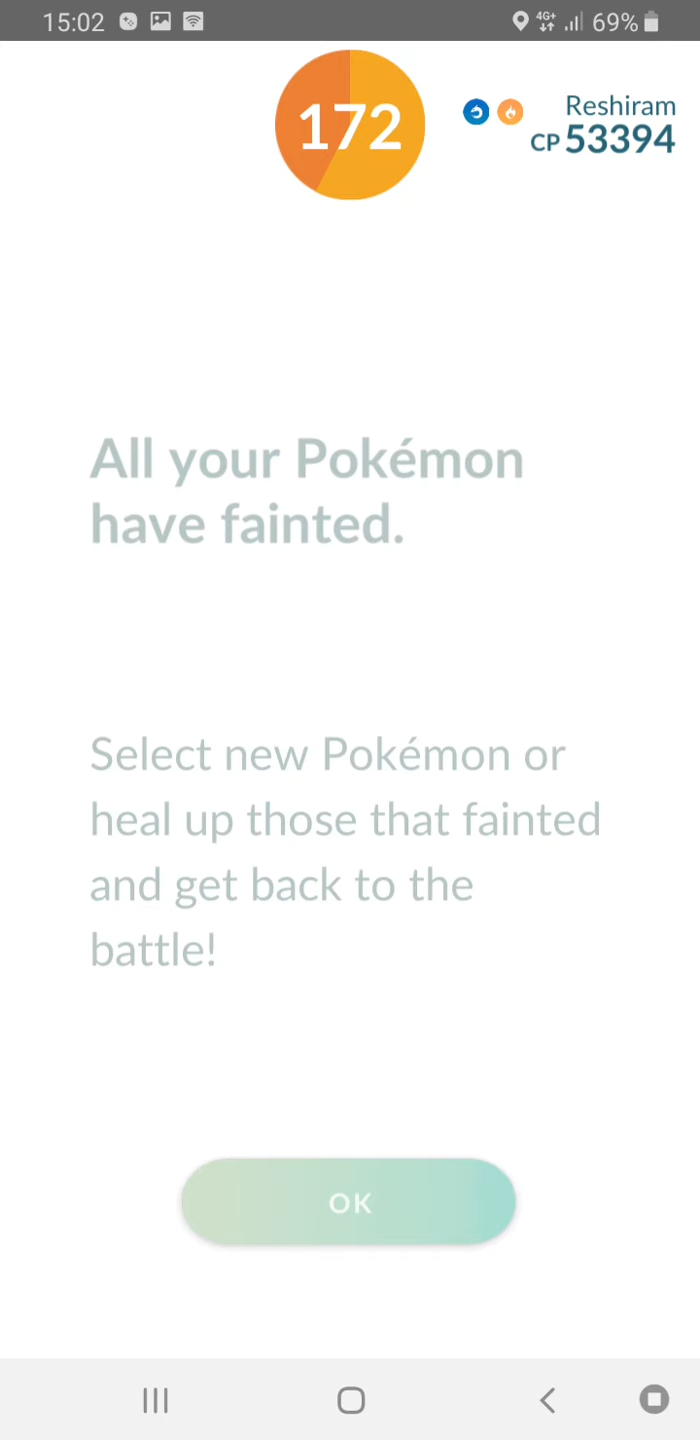 15:02 4G+ 69%
172
Reshiram
CP 53394
All your Pokémon
have fainted.
Select new Pokémon or
heal up those that fainted
and get back to the
battle!
OK